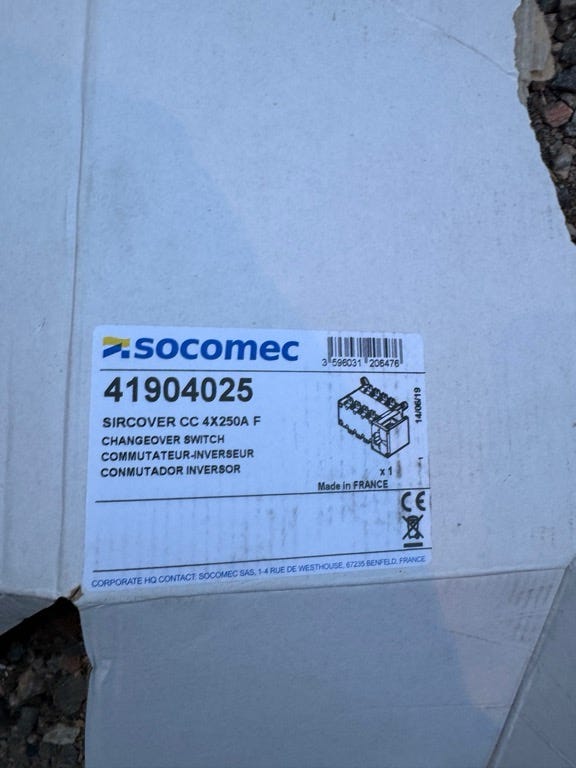 socomec
3 596031 206476
41904025
SIRCOVER CC 4X250A F
CHANGEOVER SWITCH
COMMUTATEUR-INVERSEUR
CONMUTADOR INVERSOR
14/06/19
x 1
Made in FRANCE
CE
CORPORATE HQ CONTACT: SOCOMEC SAS, 1-4 RUE DE WESTHOUSE, 67235 BENFELD, FRANCE